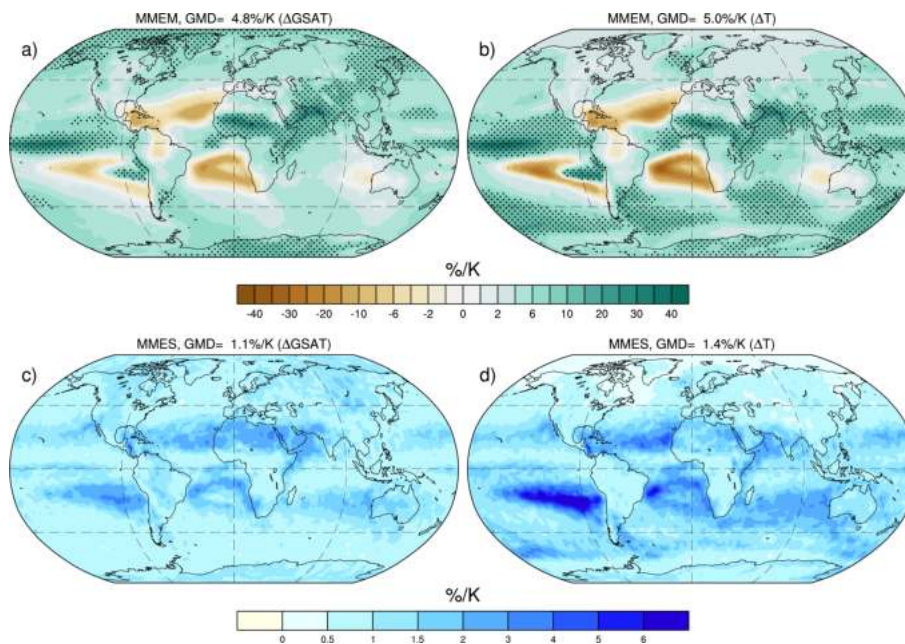 MMEM, GMD= 4.8%/K (ΔGSAT)
MMEM, GMD= 5.0%/K (ΔT)
a)
b)
%/K
-40 -30 -20 -10 -6 -2 0 2 6 10 20 30 40
MMES, GMD= 1.1%/K (ΔGSAT)
MMES, GMD= 1.4%/K (ΔT)
c)
d)
%/K
0 0.5 1 1.5 2 3 4 5 6